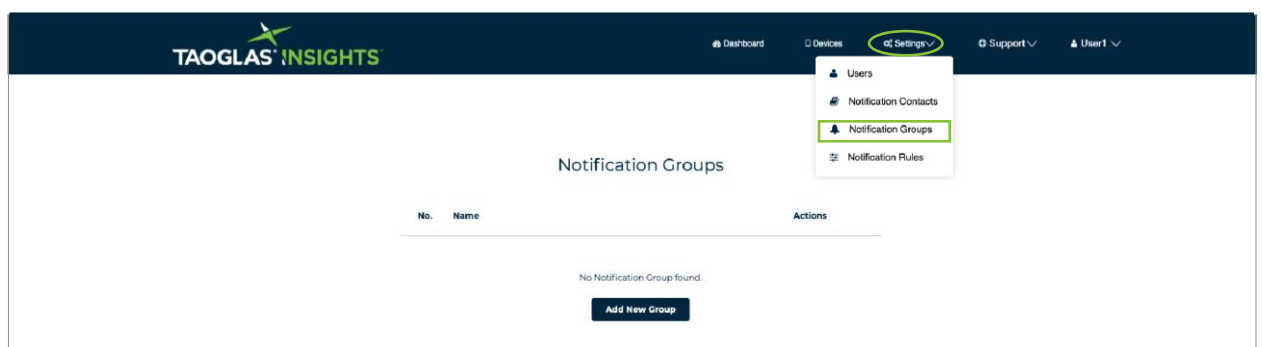 TAOGLAS INSIGHTS
Dashboard Devices Settings Support User1
Users
Notification Contacts
Notification Groups
Notification Rules
Notification Groups
No. Name Actions
No Notification Group found.
Add New Group